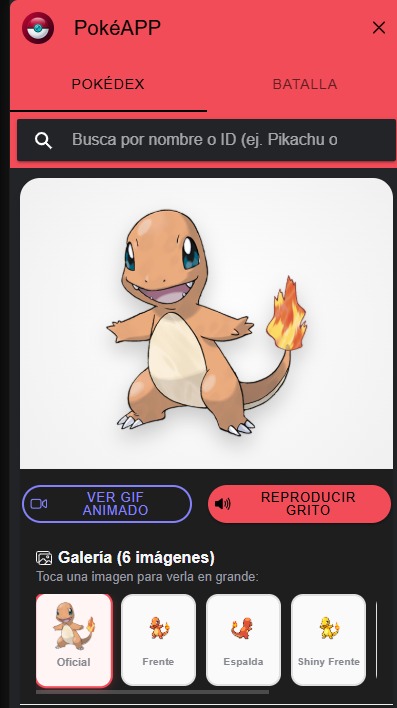 PokéAPP
POKÉDEX
BATALLA
Busca por nombre o ID (ej. Pikachu o
VER GIF
ANIMADO
REPRODUCIR
GRITO
Galería (6 imágenes)
Toca una imagen para verla en grande:
Oficial
Frente
Espalda
Shiny Frente